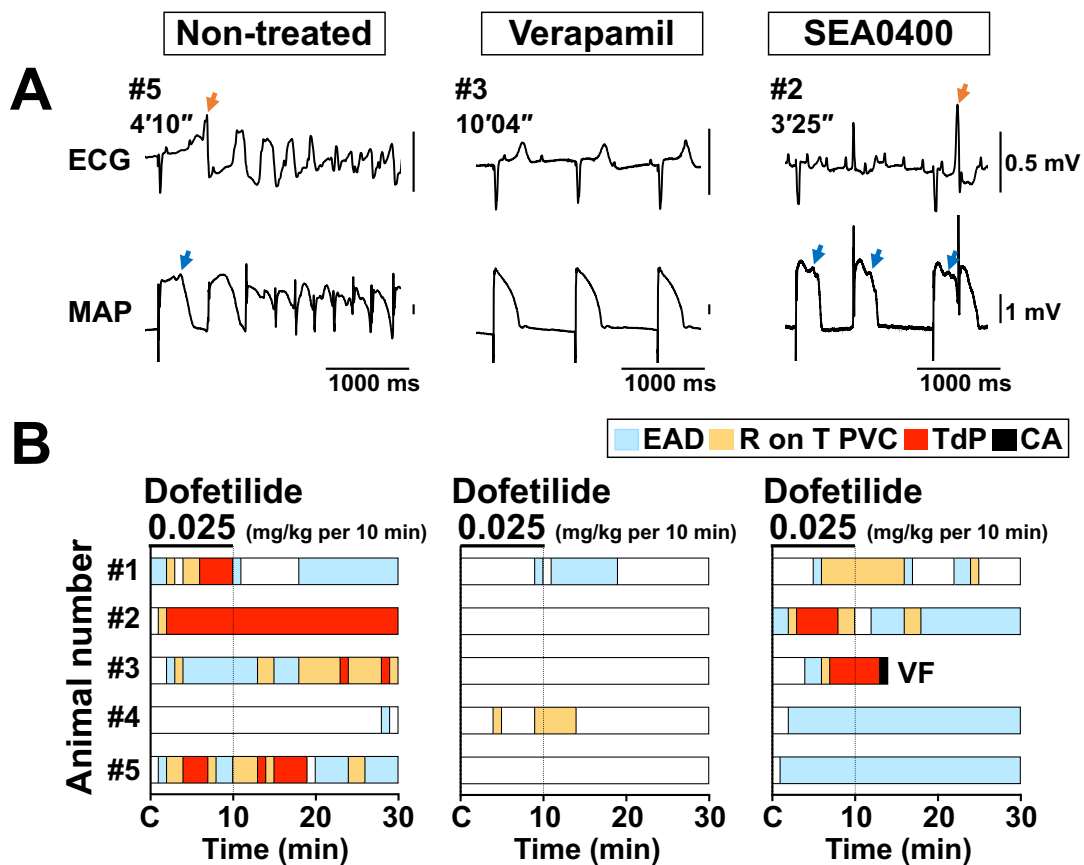 Non-treated Verapamil SEA0400
A
#5 #3 #2
4′10″ 10′04″ 3′25″
ECG 0.5 mV
MAP 1 mV
1000 ms 1000 ms 1000 ms
B
EAD R on T PVC TdP CA
Dofetilide Dofetilide Dofetilide
0.025 (mg/kg per 10 min) 0.025 (mg/kg per 10 min) 0.025 (mg/kg per 10 min)
Animal number
#1
#2
#3 VF
#4
#5
C 10 20 30 C 10 20 30 C 10 20 30
Time (min) Time (min) Time (min)